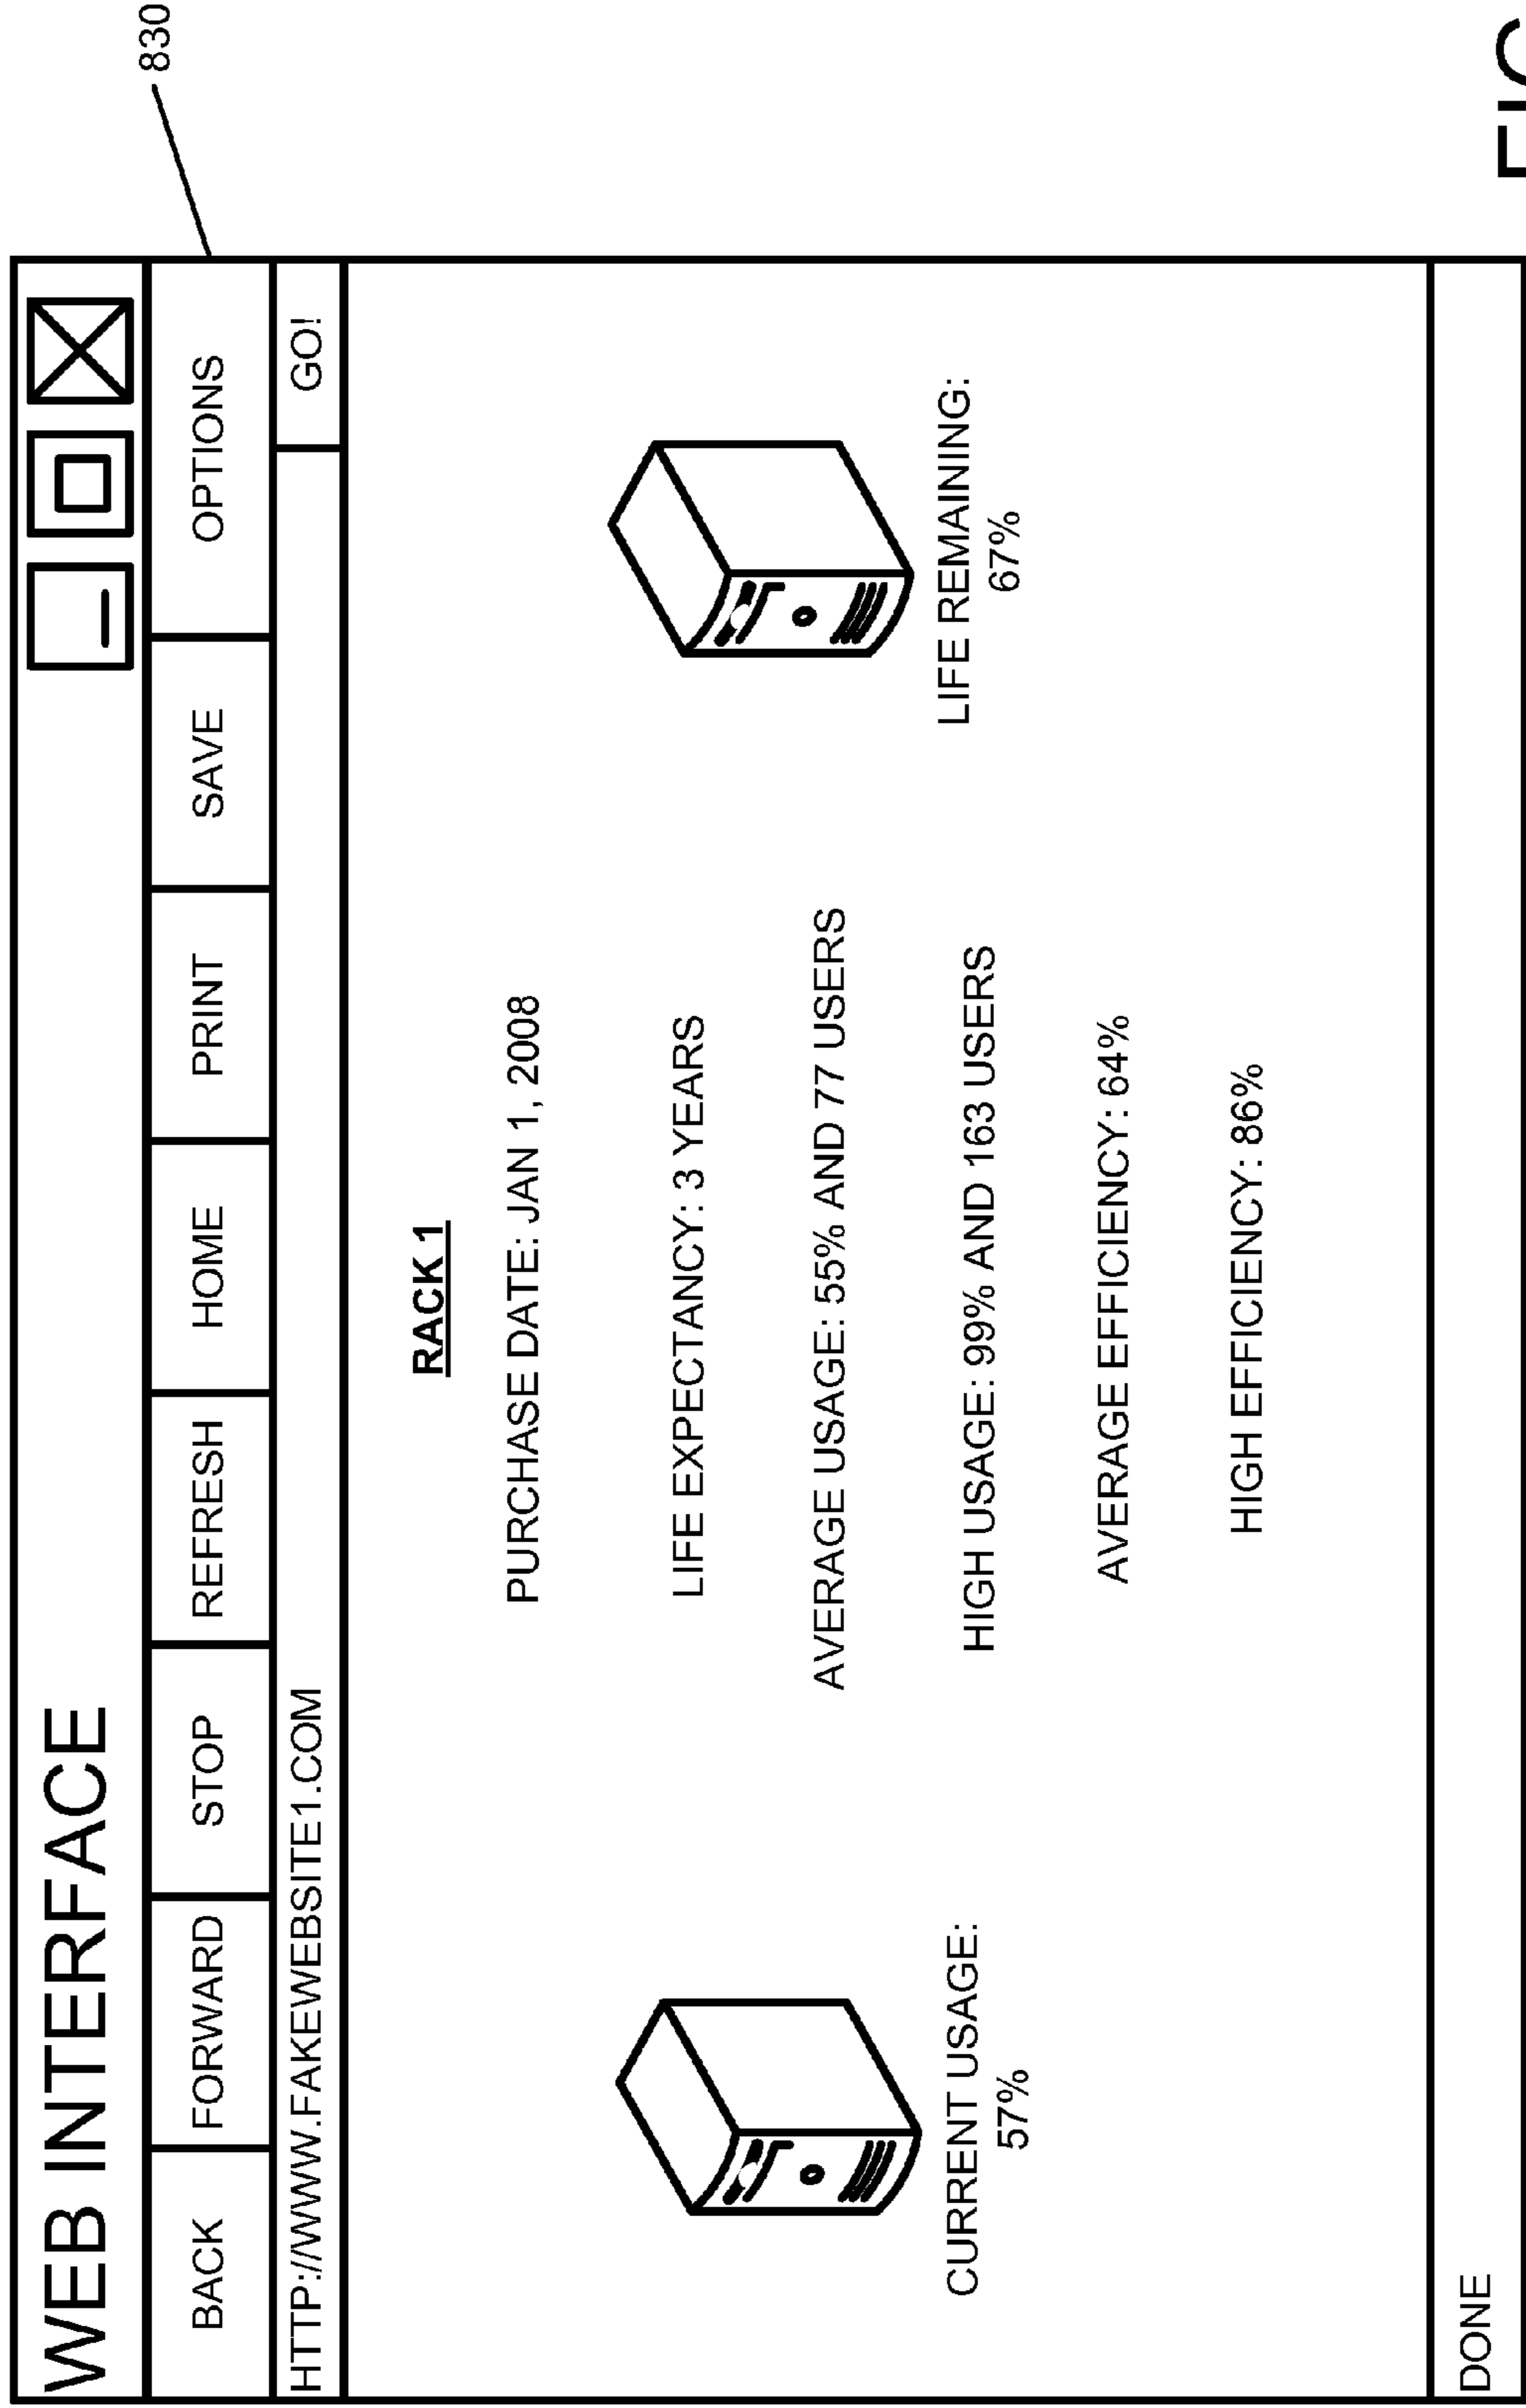 830
WEB INTERFACE
BACK FORWARD STOP REFRESH HOME PRINT SAVE OPTIONS
HTTP://WWW.FAKEWEBSITE1.COM GO!
RACK 1
PURCHASE DATE: JAN 1, 2008
LIFE EXPECTANCY: 3 YEARS
AVERAGE USAGE: 55% AND 77 USERS
HIGH USAGE: 99% AND 163 USERS
AVERAGE EFFICIENCY: 64%
HIGH EFFICIENCY: 86%
CURRENT USAGE:
57%
LIFE REMAINING:
67%
DONE